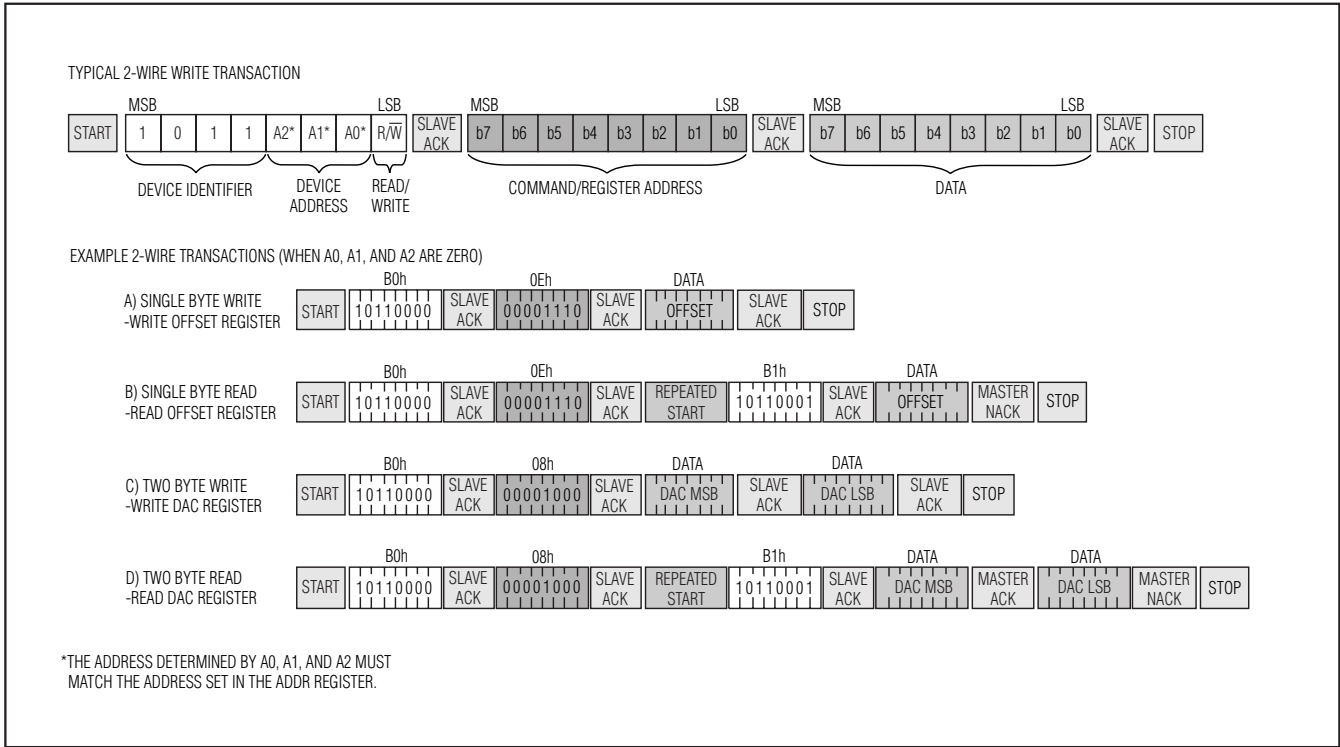 TYPICAL 2-WIRE WRITE TRANSACTION
MSB LSB MSB LSB MSB LSB
START 1 0 1 1 A2* A1* A0* R/W̅ SLAVE ACK b7 b6 b5 b4 b3 b2 b1 b0 SLAVE ACK b7 b6 b5 b4 b3 b2 b1 b0 SLAVE ACK STOP
DEVICE IDENTIFIER DEVICE ADDRESS READ/WRITE COMMAND/REGISTER ADDRESS DATA
EXAMPLE 2-WIRE TRANSACTIONS (WHEN A0, A1, AND A2 ARE ZERO)
B0h 0Eh DATA
A) SINGLE BYTE WRITE
-WRITE OFFSET REGISTER
START 10110000 SLAVE ACK 00001110 SLAVE ACK OFFSET SLAVE ACK STOP
B0h 0Eh B1h DATA
B) SINGLE BYTE READ
-READ OFFSET REGISTER
START 10110000 SLAVE ACK 00001110 SLAVE ACK REPEATED START 10110001 SLAVE ACK OFFSET MASTER NACK STOP
B0h 08h DATA DATA
C) TWO BYTE WRITE
-WRITE DAC REGISTER
START 10110000 SLAVE ACK 00001000 SLAVE ACK DAC MSB SLAVE ACK DAC LSB SLAVE ACK STOP
B0h 08h B1h DATA DATA
D) TWO BYTE READ
-READ DAC REGISTER
START 10110000 SLAVE ACK 00001000 SLAVE ACK REPEATED START 10110001 SLAVE ACK DAC MSB MASTER ACK DAC LSB MASTER NACK STOP
*THE ADDRESS DETERMINED BY A0, A1, AND A2 MUST
MATCH THE ADDRESS SET IN THE ADDR REGISTER.